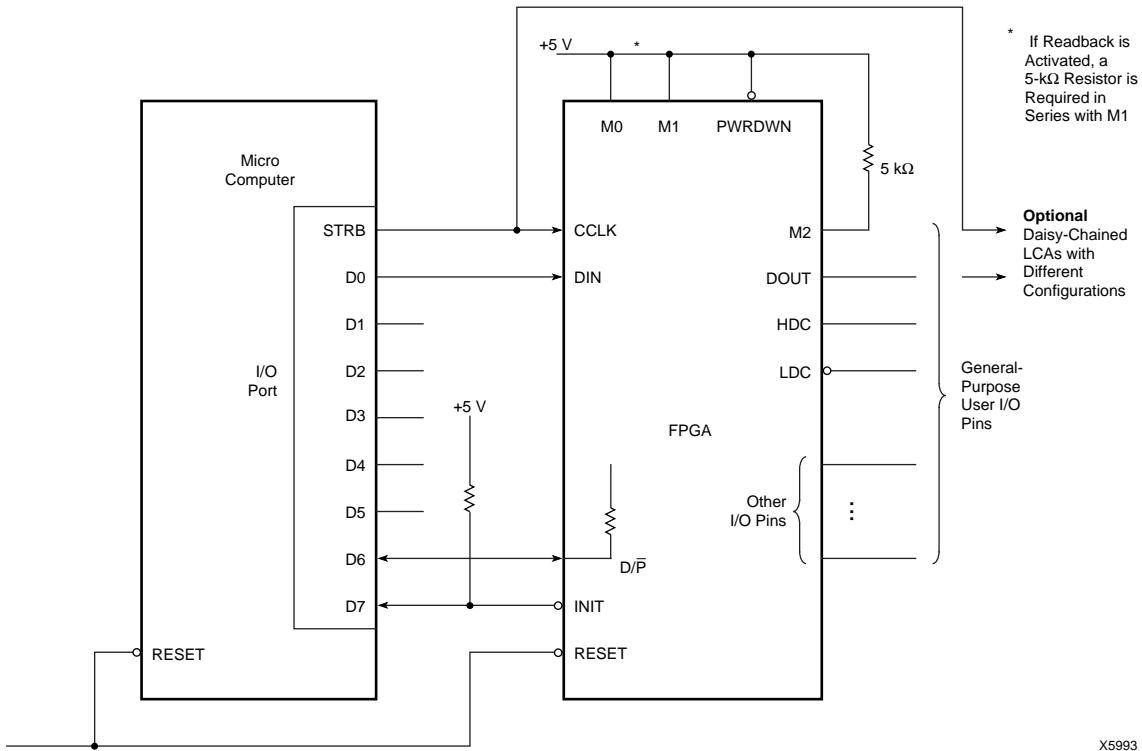 +5 V
*
M0 M1 PWRDWN
* If Readback is
Activated, a
5-kΩ Resistor is
Required in
Series with M1
Micro
Computer
5 kΩ
STRB
CCLK
M2
Optional
Daisy-Chained
LCAs with
Different
Configurations
D0
DIN
DOUT
D1
HDC
D2
LDC
I/O
Port
General-
Purpose
User I/O
Pins
D3
+5 V
FPGA
D4
D5
Other
I/O Pins
⋮
D6
D/P̅
D7
INIT
RESET
RESET
X5993